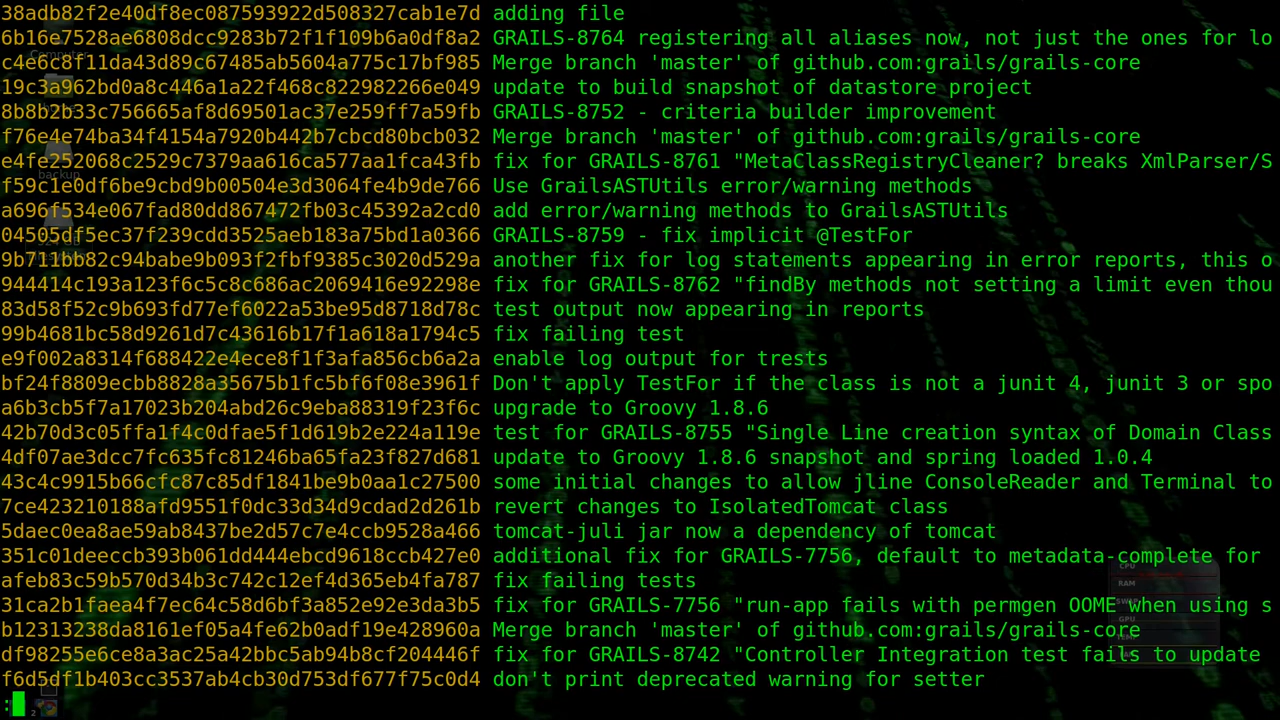 38adb82f2e40df8ec087593922d508327cab1e7d adding file
6b16e7528ae6808dcc9283b72f1f109b6a0df8a2 GRAILS-8764 registering all aliases now, not just the ones for lo
c4e6c8f11da43d89c67485ab5604a775c17bf985 Merge branch 'master' of github.com:grails/grails-core
19c3a962bd0a8c446a1a22f468c822982266e049 update to build snapshot of datastore project
8b8b2b33c756665af8d69501ac37e259ff7a59fb GRAILS-8752 - criteria builder improvement
f76e4e74ba34f4154a7920b442b7cbcd80bcb032 Merge branch 'master' of github.com:grails/grails-core
e4fe252068c2529c7379aa616ca577aa1fca43fb fix for GRAILS-8761 "MetaClassRegistryCleaner? breaks XmlParser/S
f59c1e0df6be9cbd9b00504e3d3064fe4b9de766 Use GrailsASTUtils error/warning methods
a696f534e067fad80dd867472fb03c45392a2cd0 add error/warning methods to GrailsASTUtils
04505df5ec37f239cdd3525aeb183a75bd1a0366 GRAILS-8759 - fix implicit @TestFor
9b711bb82c94babe9b093f2fbf9385c3020d529a another fix for log statements appearing in error reports, this o
944414c193a123f6c5c8c686ac2069416e92298e fix for GRAILS-8762 "findBy methods not setting a limit even thou
83d58f52c9b693fd77ef6022a53be95d8718d78c test output now appearing in reports
99b4681bc58d9261d7c43616b17f1a618a1794c5 fix failing test
e9f002a8314f688422e4ece8f1f3afa856cb6a2a enable log output for trests
bf24f8809ecbb8828a35675b1fc5bf6f08e3961f Don't apply TestFor if the class is not a junit 4, junit 3 or spo
a6b3cb5f7a17023b204abd26c9eba88319f23f6c upgrade to Groovy 1.8.6
42b70d3c05ffa1f4c0dfae5f1d619b2e224a119e test for GRAILS-8755 "Single Line creation syntax of Domain Class
4df07ae3dcc7fc635fc81246ba65fa23f827d681 update to Groovy 1.8.6 snapshot and spring loaded 1.0.4
43c4c9915b66cfc87c85df1841be9b0aa1c27500 some initial changes to allow jline ConsoleReader and Terminal to
7ce423210188afd9551f0dc33d34d9cdad2d261b revert changes to IsolatedTomcat class
5daec0ea8ae59ab8437be2d57c7e4ccb9528a466 tomcat-juli jar now a dependency of tomcat
351c01deeccb393b061dd444ebcd9618ccb427e0 additional fix for GRAILS-7756, default to metadata-complete for
afeb83c59b570d34b3c742c12ef4d365eb4fa787 fix failing tests
31ca2b1faea4f7ec64c58d6bf3a852e92e3da3b5 fix for GRAILS-7756 "run-app fails with permgen OOME when using s
b12313238da8161ef05a4fe62b0adf19e428960a Merge branch 'master' of github.com:grails/grails-core
df98255e6ce8a3ac25a42bbc5ab94b8cf204446f fix for GRAILS-8742 "Controller Integration test fails to update
f6d5df1b403cc3537ab4cb30d753df677f75c0d4 don't print deprecated warning for setter
:
Computer
backup
CPU
RAM
SWAP
GPU
2